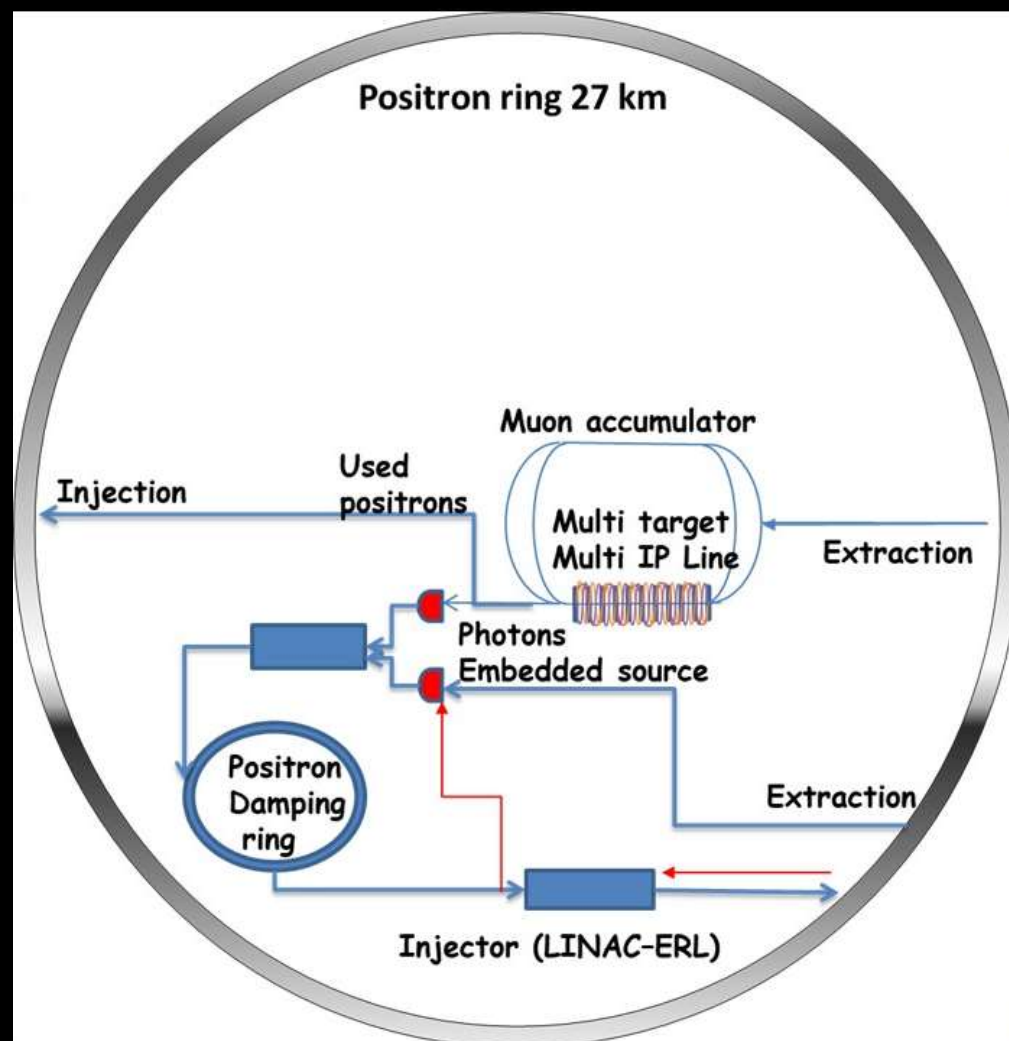 Positron ring 27 km
Muon accumulator
Used
positrons
Injection
Multi target
Multi IP Line
Extraction
Photons
Embedded source
Positron
Damping
ring
Extraction
Injector (LINAC-ERL)